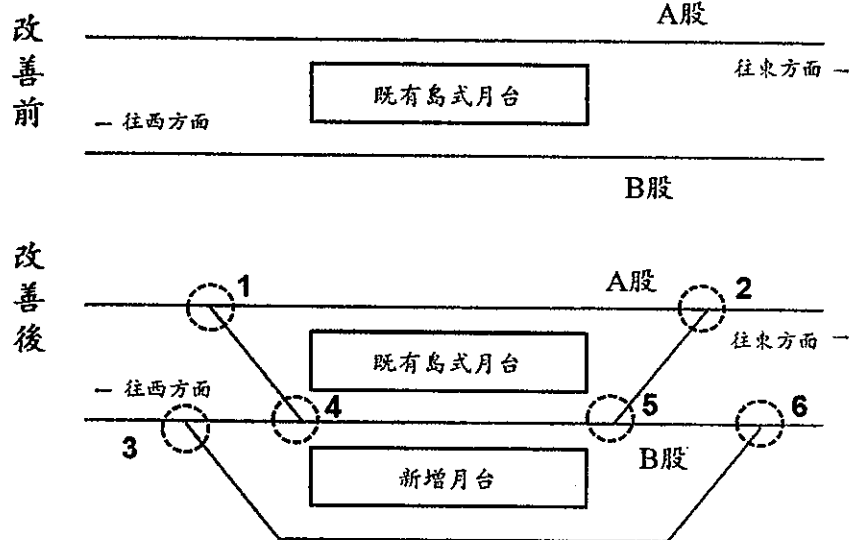 改善前
A股
往東方面 →
既有島式月台
← 往西方面
B股
改善後
1
A股
2
往東方面 →
既有島式月台
← 往西方面
3
4
5
6
B股
新增月台